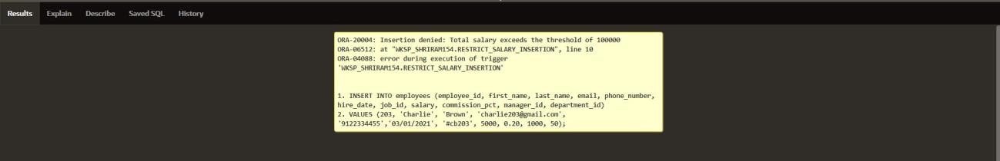 Results Explain Describe Saved SQL History
ORA-20004: Insertion denied: Total salary exceeds the threshold of 100000
ORA-06512: at "WKSP_SHRIRAM154.RESTRICT_SALARY_INSERTION", line 10
ORA-04088: error during execution of trigger
'WKSP_SHRIRAM154.RESTRICT_SALARY_INSERTION'
1. INSERT INTO employees (employee_id, first_name, last_name, email, phone_number,
hire_date, job_id, salary, commission_pct, manager_id, department_id)
2. VALUES (203, 'Charlie', 'Brown', 'charlie203@gmail.com',
'9122334455','03/01/2021', '#cb203', 5000, 0.20, 1000, 50);